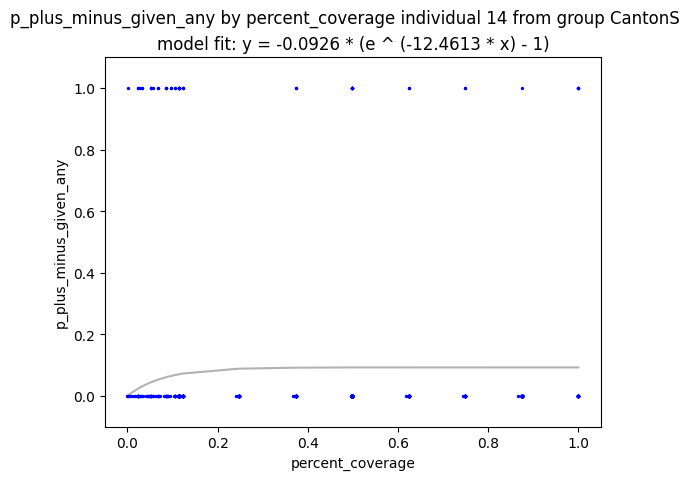 p_plus_minus_given_any by percent_coverage individual 14 from group CantonS
model fit: y = -0.0926 * (e ^ (-12.4613 * x) - 1)
1.0
0.8
0.6
0.4
0.2
0.0
p_plus_minus_given_any
0.0 0.2 0.4 0.6 0.8 1.0
percent_coverage